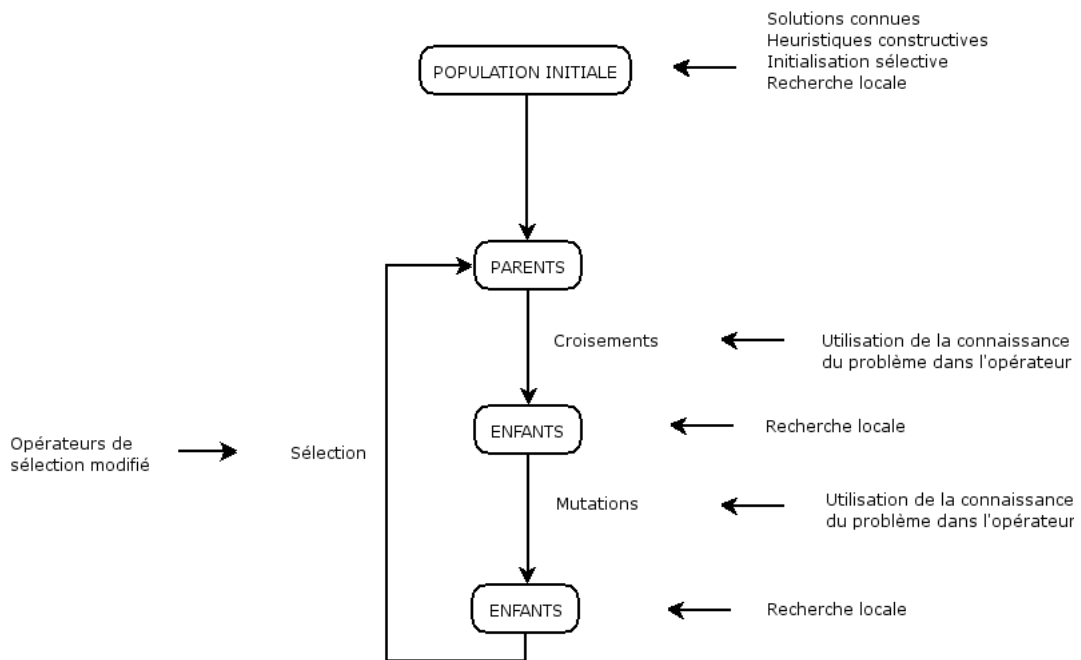 Solutions connues
Heuristiques constructives
Initialisation sélective
Recherche locale
POPULATION INITIALE
PARENTS
Croisements
Utilisation de la connaissance
du problème dans l'opérateur
ENFANTS
Recherche locale
Opérateurs de
sélection modifié
Sélection
Mutations
Utilisation de la connaissance
du problème dans l'opérateur
ENFANTS
Recherche locale